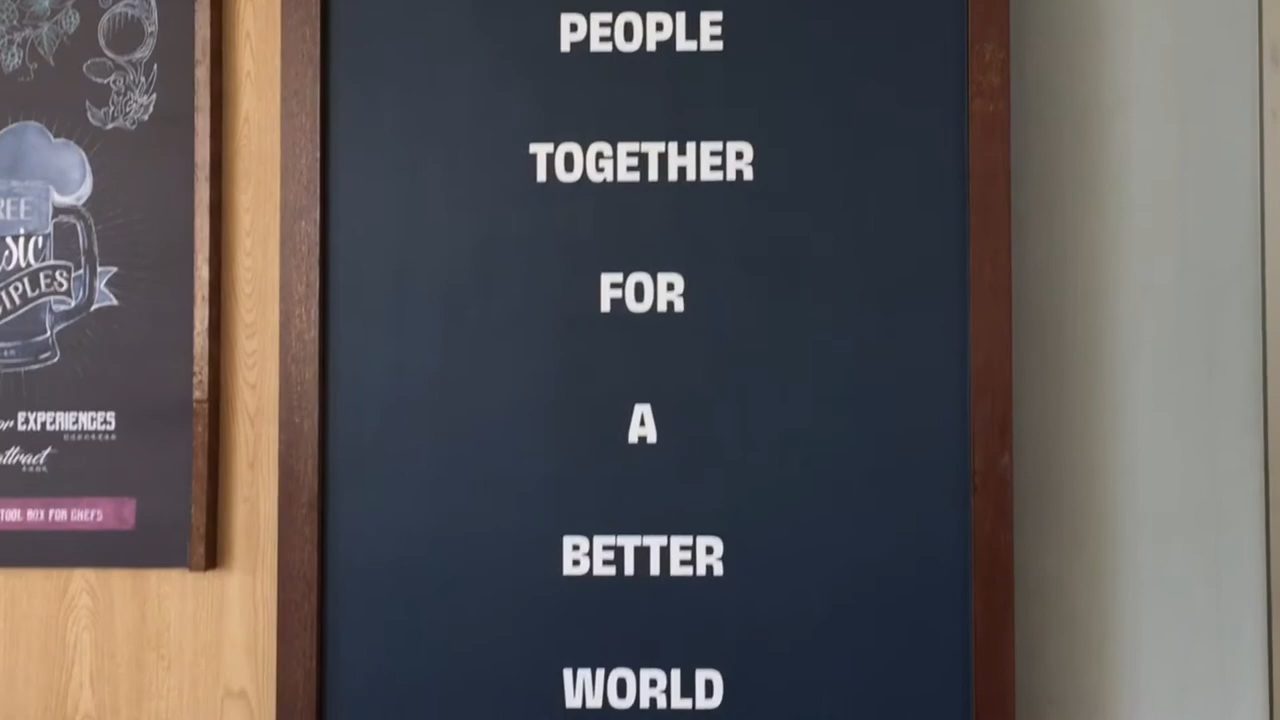 PEOPLE
TOGETHER
FOR
A
BETTER
WORLD
EXPERIENCES
TOOL BOX FOR CHEFS